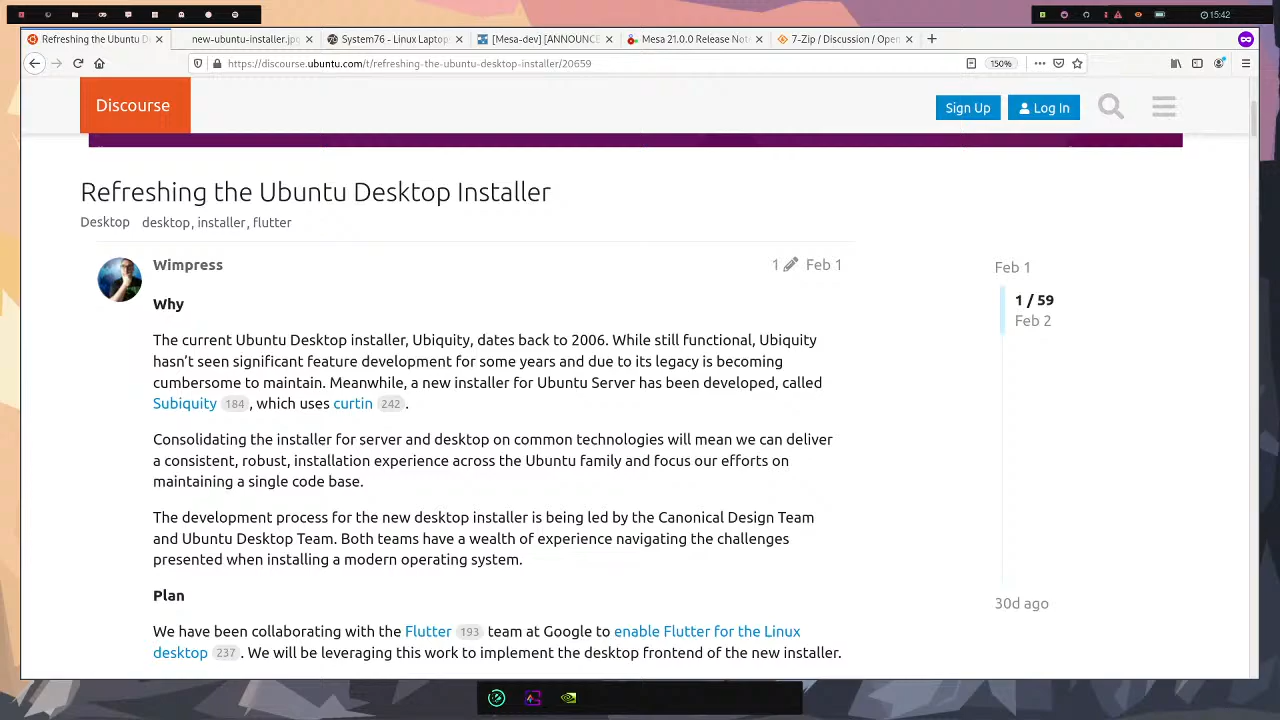 15:42
Refreshing the Ubuntu D
new-ubuntu-installer.jp
System76 - Linux Laptop
[Mesa-dev] [ANNOUNCE
Mesa 21.0.0 Release Not
7-Zip / Discussion / Open
https://discourse.ubuntu.com/t/refreshing-the-ubuntu-desktop-installer/20659
150%
Discourse
Sign Up
Log In
Refreshing the Ubuntu Desktop Installer
Desktop desktop, installer, flutter
Wimpress
1
Feb 1
Feb 1
1 / 59
Feb 2
30d ago
Why
The current Ubuntu Desktop installer, Ubiquity, dates back to 2006. While still functional, Ubiquity
hasn’t seen significant feature development for some years and due to its legacy is becoming
cumbersome to maintain. Meanwhile, a new installer for Ubuntu Server has been developed, called
Subiquity 184 , which uses curtin 242 .
Consolidating the installer for server and desktop on common technologies will mean we can deliver
a consistent, robust, installation experience across the Ubuntu family and focus our efforts on
maintaining a single code base.
The development process for the new desktop installer is being led by the Canonical Design Team
and Ubuntu Desktop Team. Both teams have a wealth of experience navigating the challenges
presented when installing a modern operating system.
Plan
We have been collaborating with the Flutter 193 team at Google to enable Flutter for the Linux
desktop 237 . We will be leveraging this work to implement the desktop frontend of the new installer.